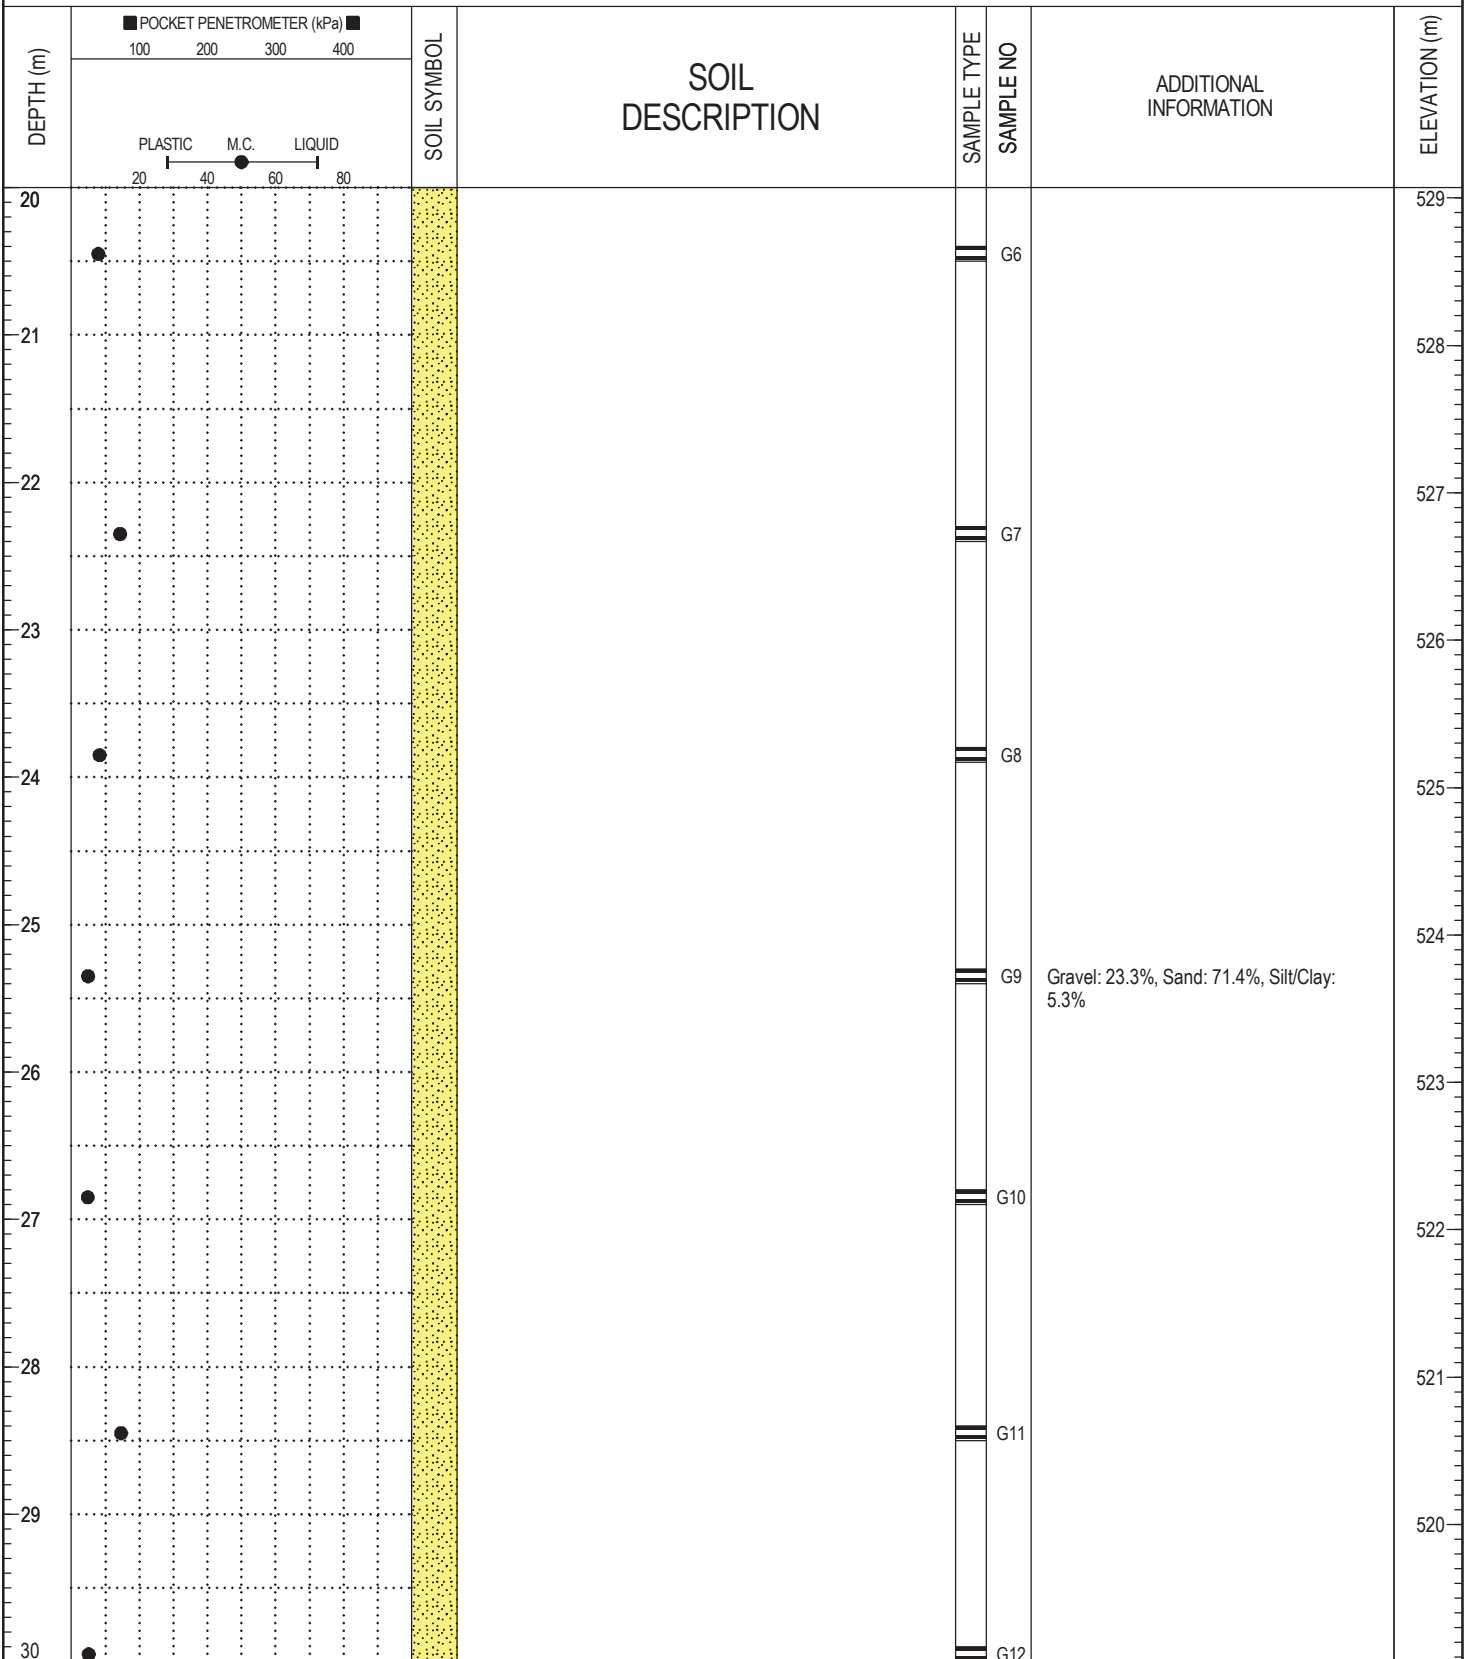 ■ POCKET PENETROMETER (kPa) ■
100 200 300 400
DEPTH (m)
PLASTIC M.C. LIQUID
20 40 60 80
SOIL SYMBOL
SOIL
DESCRIPTION
SAMPLE TYPE
SAMPLE NO
ADDITIONAL
INFORMATION
ELEVATION (m)
20
529
G6
21
528
22
527
G7
23
526
G8
24
525
25
524
G9 Gravel: 23.3%, Sand: 71.4%, Silt/Clay:
5.3%
26
523
G10
27
522
28
521
G11
29
520
30
G12